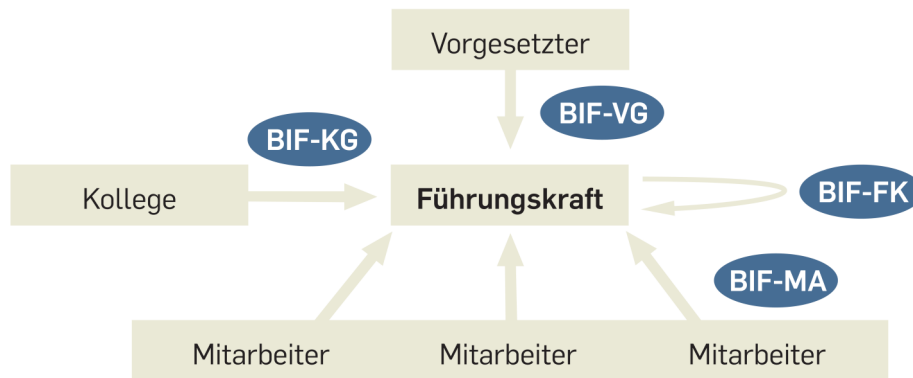 Vorgesetzter
BIF-VG
BIF-KG
Kollege
Führungskraft
BIF-FK
BIF-MA
Mitarbeiter Mitarbeiter Mitarbeiter